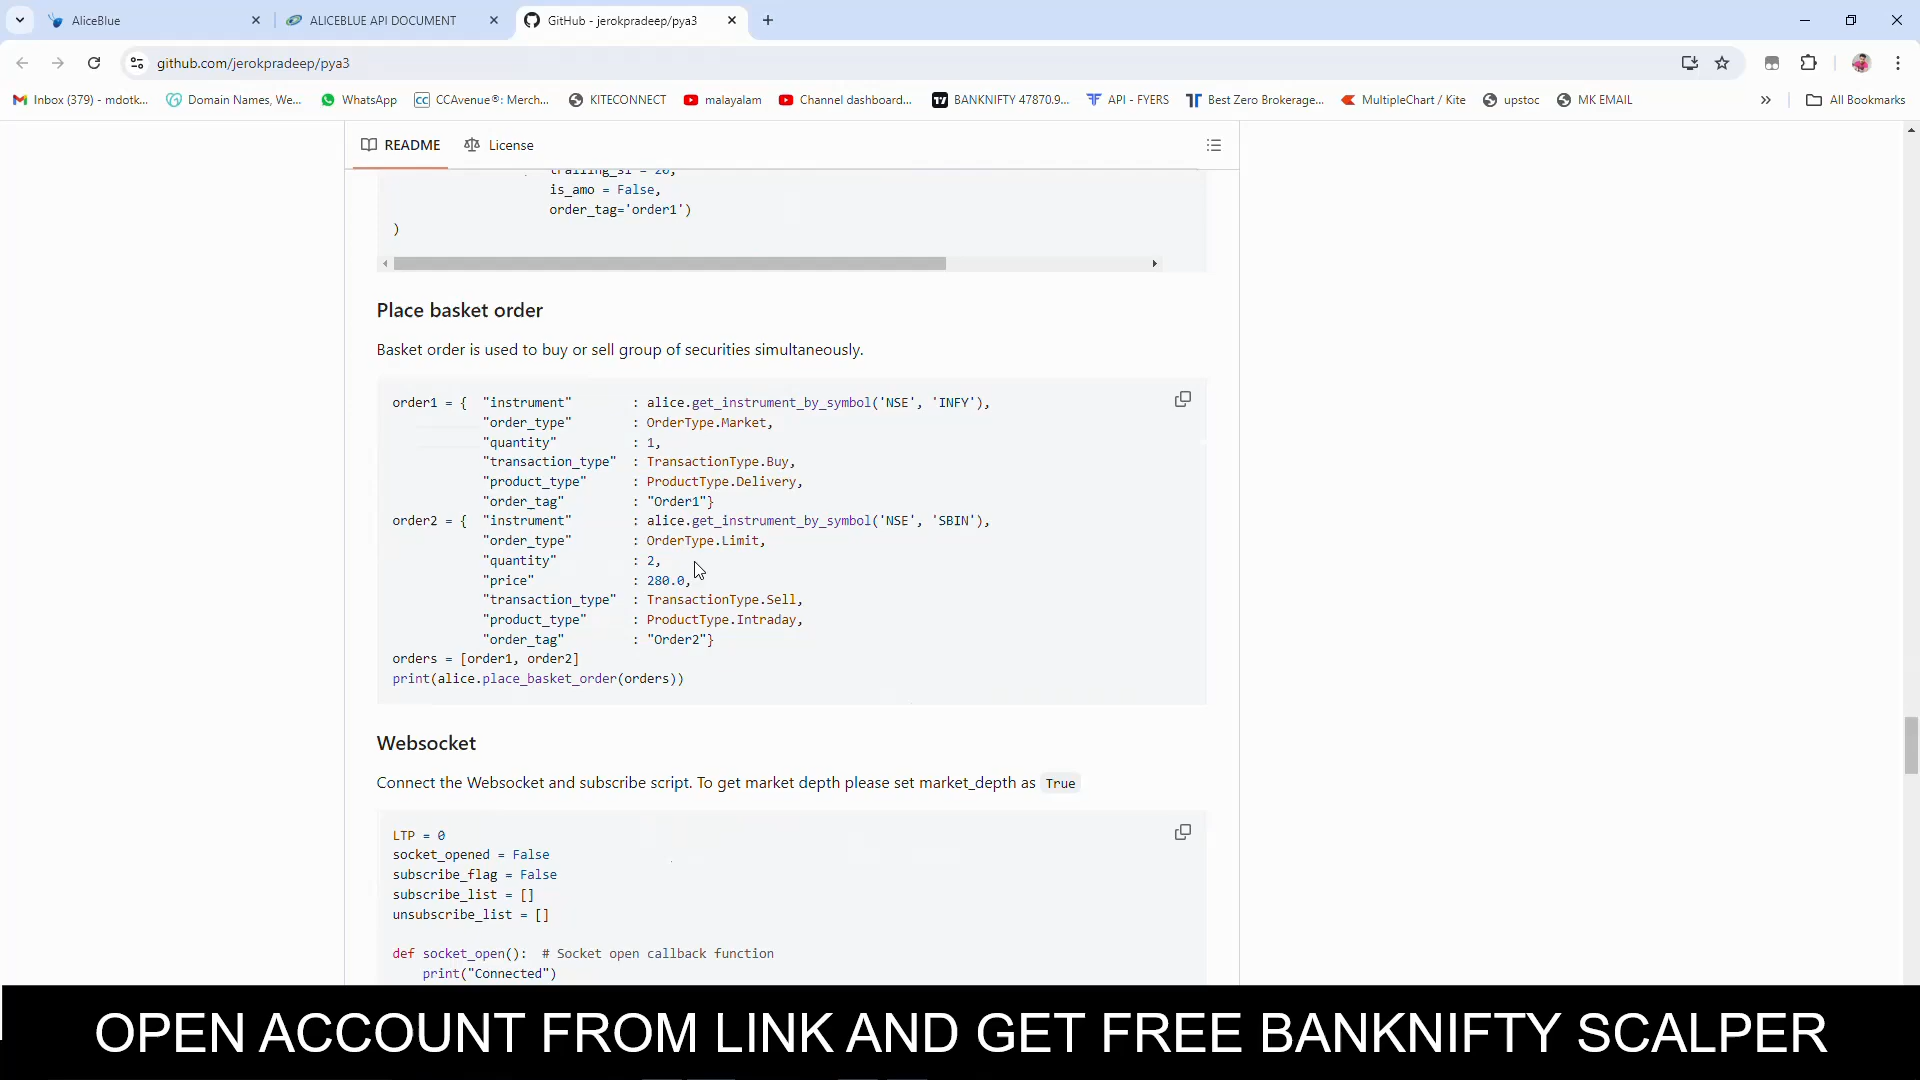 AliceBlue
ALICEBLUE API DOCUMENT
GitHub - jerokpradeep/pya3
github.com/jerokpradeep/pya3
Inbox (379) - mdotk...
Domain Names, We...
WhatsApp
CCAvenue®: Merch...
KITECONNECT
malayalam
Channel dashboard...
BANKNIFTY 47870.9...
API - FYERS
Best Zero Brokerage...
MultipleChart / Kite
upstoc
MK EMAIL
All Bookmarks
README
License
is_amo = False,
order_tag='order1')
)
Place basket order
Basket order is used to buy or sell group of securities simultaneously.
order1 = {  "instrument"        : alice.get_instrument_by_symbol('NSE', 'INFY'),
"order_type"        : OrderType.Market,
"quantity"          : 1,
"transaction_type"  : TransactionType.Buy,
"product_type"      : ProductType.Delivery,
"order_tag"         : "Order1"}
order2 = {  "instrument"        : alice.get_instrument_by_symbol('NSE', 'SBIN'),
"order_type"        : OrderType.Limit,
"quantity"          : 2,
"price"             : 280.0,
"transaction_type"  : TransactionType.Sell,
"product_type"      : ProductType.Intraday,
"order_tag"         : "Order2"}
orders = [order1, order2]
print(alice.place_basket_order(orders))
Websocket
Connect the Websocket and subscribe script. To get market depth please set market_depth as True
LTP = 0
socket_opened = False
subscribe_flag = False
subscribe_list = []
unsubscribe_list = []
def socket_open():  # Socket open callback function
print("Connected")
OPEN ACCOUNT FROM LINK AND GET FREE BANKNIFTY SCALPER